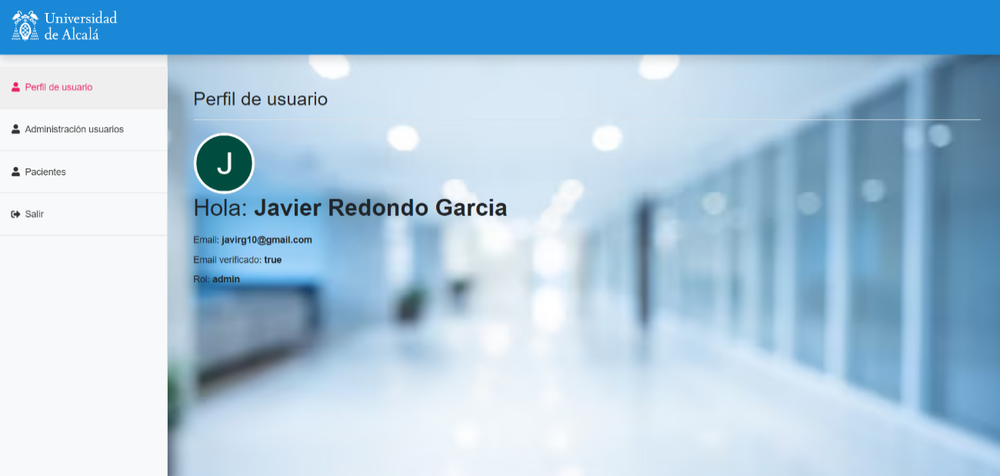 Universidad
de Alcalá
Perfil de usuario
Administración usuarios
Pacientes
Salir
Perfil de usuario
J
Hola: Javier Redondo Garcia
Email: javirg10@gmail.com
Email verificado: true
Rol: admin